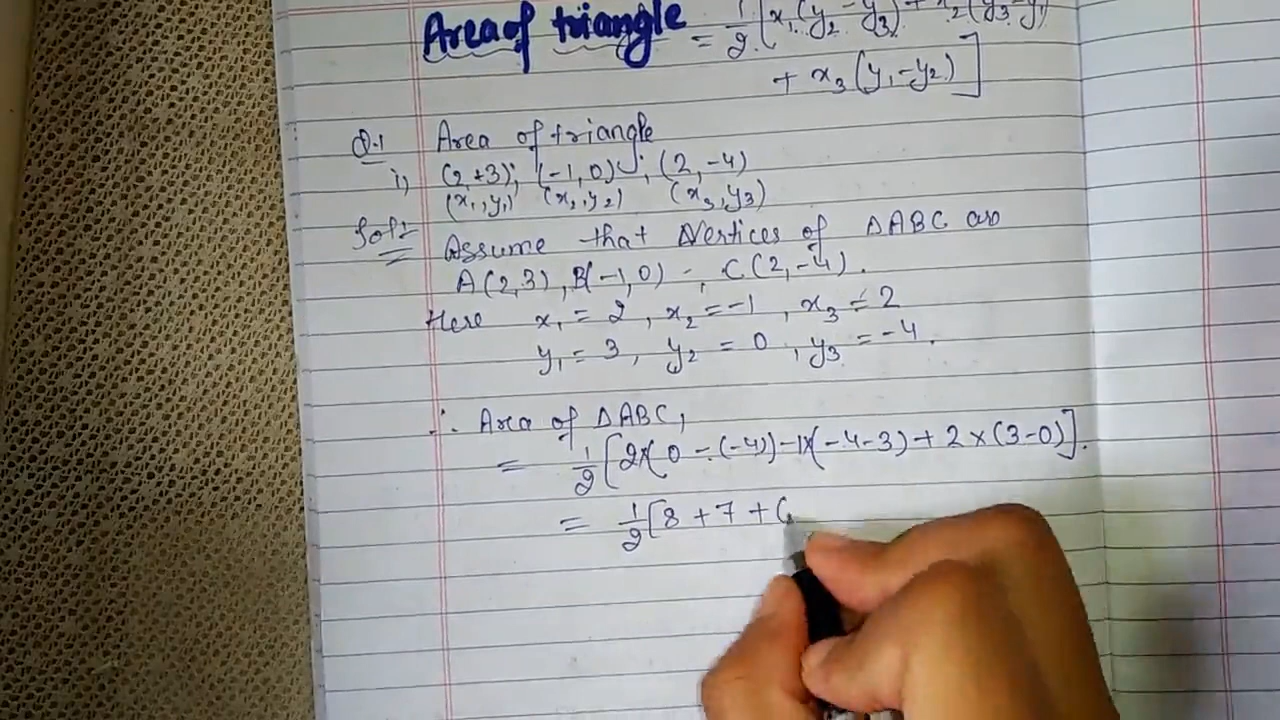 Area of triangle = 1/2 [x₁(y₂-y₃) + x₂(y₃-y₁)
+ x₃(y₁-y₂)]
Q.1 Area of triangle
i) (2,+3); (-1,0); (2,-4)
(x₁,y₁) (x₂,y₂) (x₃,y₃)
Solⁿ= Assume that Vertices of ΔABC are
A(2,3), B(-1,0) , C(2,-4).
Here x₁ = 2, x₂ = -1, x₃ = 2
y₁ = 3, y₂ = 0, y₃ = -4.
∴ Area of ΔABC,
= 1/2 [2×(0-(-4))-1×(-4-3)+2×(3-0)].
= 1/2 [8+7+6